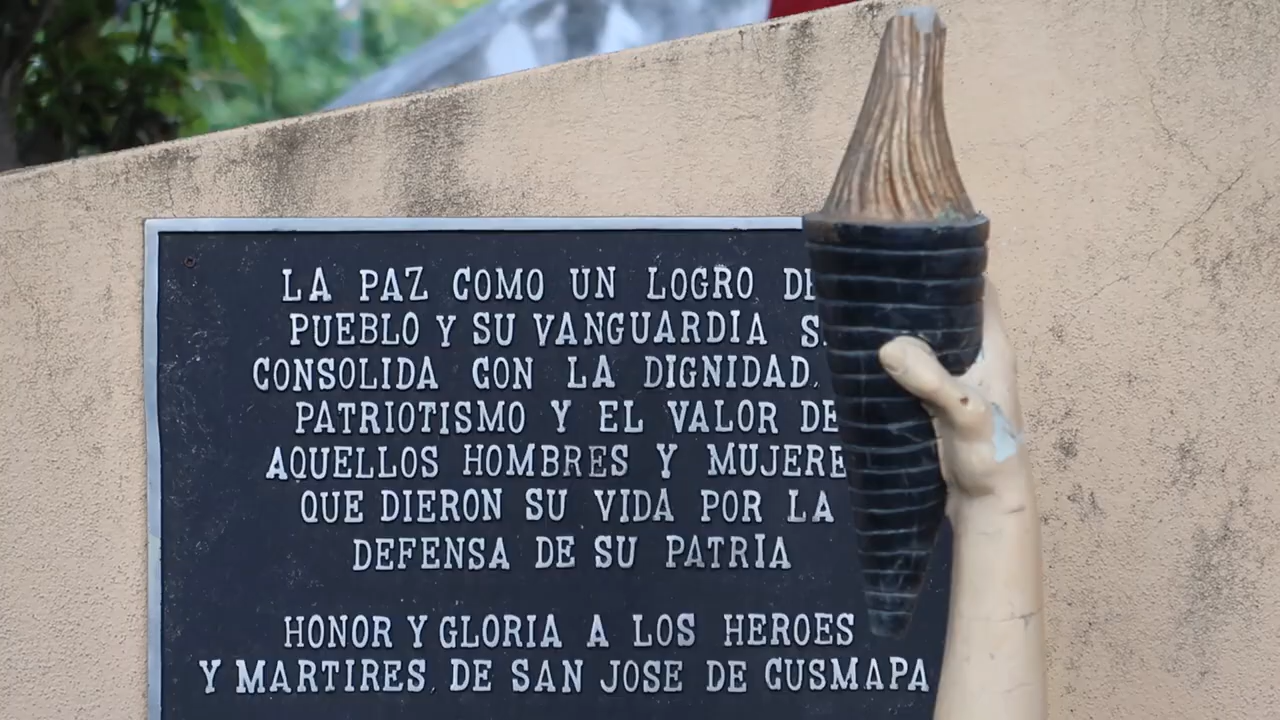 LA PAZ COMO UN LOGRO DE
PUEBLO Y SU VANGUARDIA S
CONSOLIDA CON LA DIGNIDAD,
PATRIOTISMO Y EL VALOR DE
AQUELLOS HOMBRES Y MUJERE
QUE DIERON SU VIDA POR LA
DEFENSA DE SU PATRIA
HONOR Y GLORIA A LOS HEROES
Y MARTIRES DE SAN JOSE DE CUSMAPA